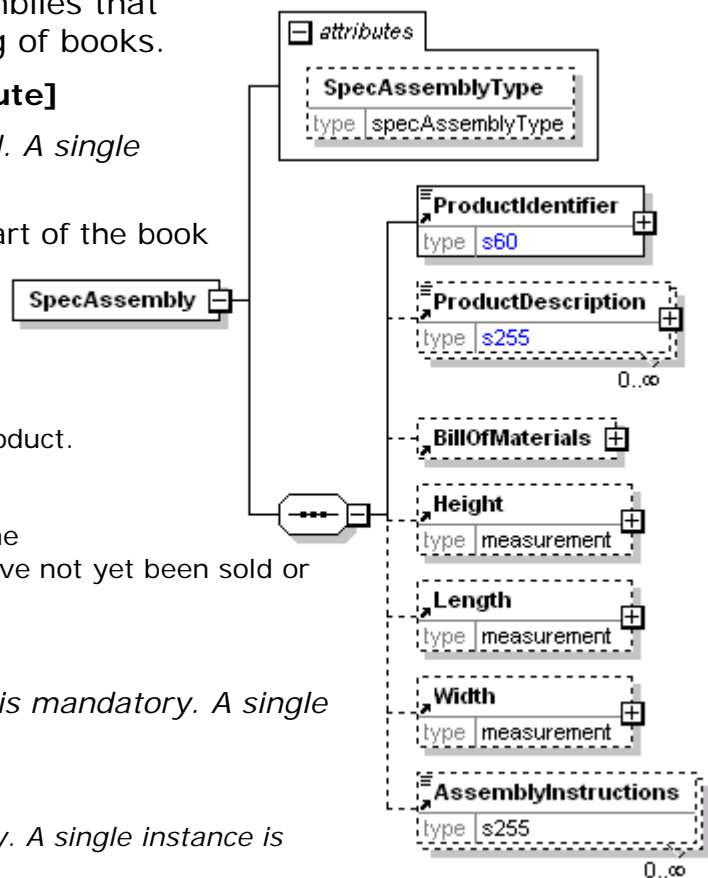 nblies that
g of books.
ute]
l. A single
art of the book
oduct.
ne
ve not yet been sold or
is mandatory. A single
y. A single instance is
attributes
SpecAssemblyType
type specAssemblyType
SpecAssembly
ProductIdentifier
type s60
ProductDescription
type s255
0..∞
BillOfMaterials
Height
type measurement
Length
type measurement
Width
type measurement
AssemblyInstructions
type s255
0..∞